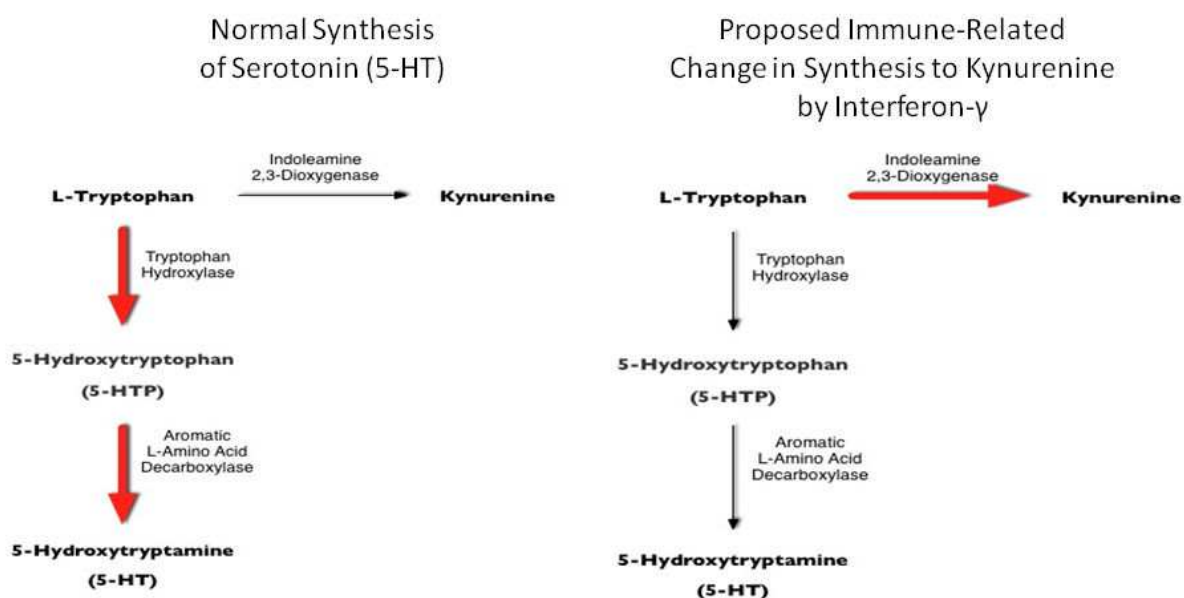 Normal Synthesis
of Serotonin (5-HT)
Indoleamine
2,3-Dioxygenase
L-Tryptophan
Kynurenine
Tryptophan
Hydroxylase
5-Hydroxytryptophan
(5-HTP)
Aromatic
L-Amino Acid
Decarboxylase
5-Hydroxytryptamine
(5-HT)
Proposed Immune-Related
Change in Synthesis to Kynurenine
by Interferon-γ
Indoleamine
2,3-Dioxygenase
L-Tryptophan
Kynurenine
Tryptophan
Hydroxylase
5-Hydroxytryptophan
(5-HTP)
Aromatic
L-Amino Acid
Decarboxylase
5-Hydroxytryptamine
(5-HT)